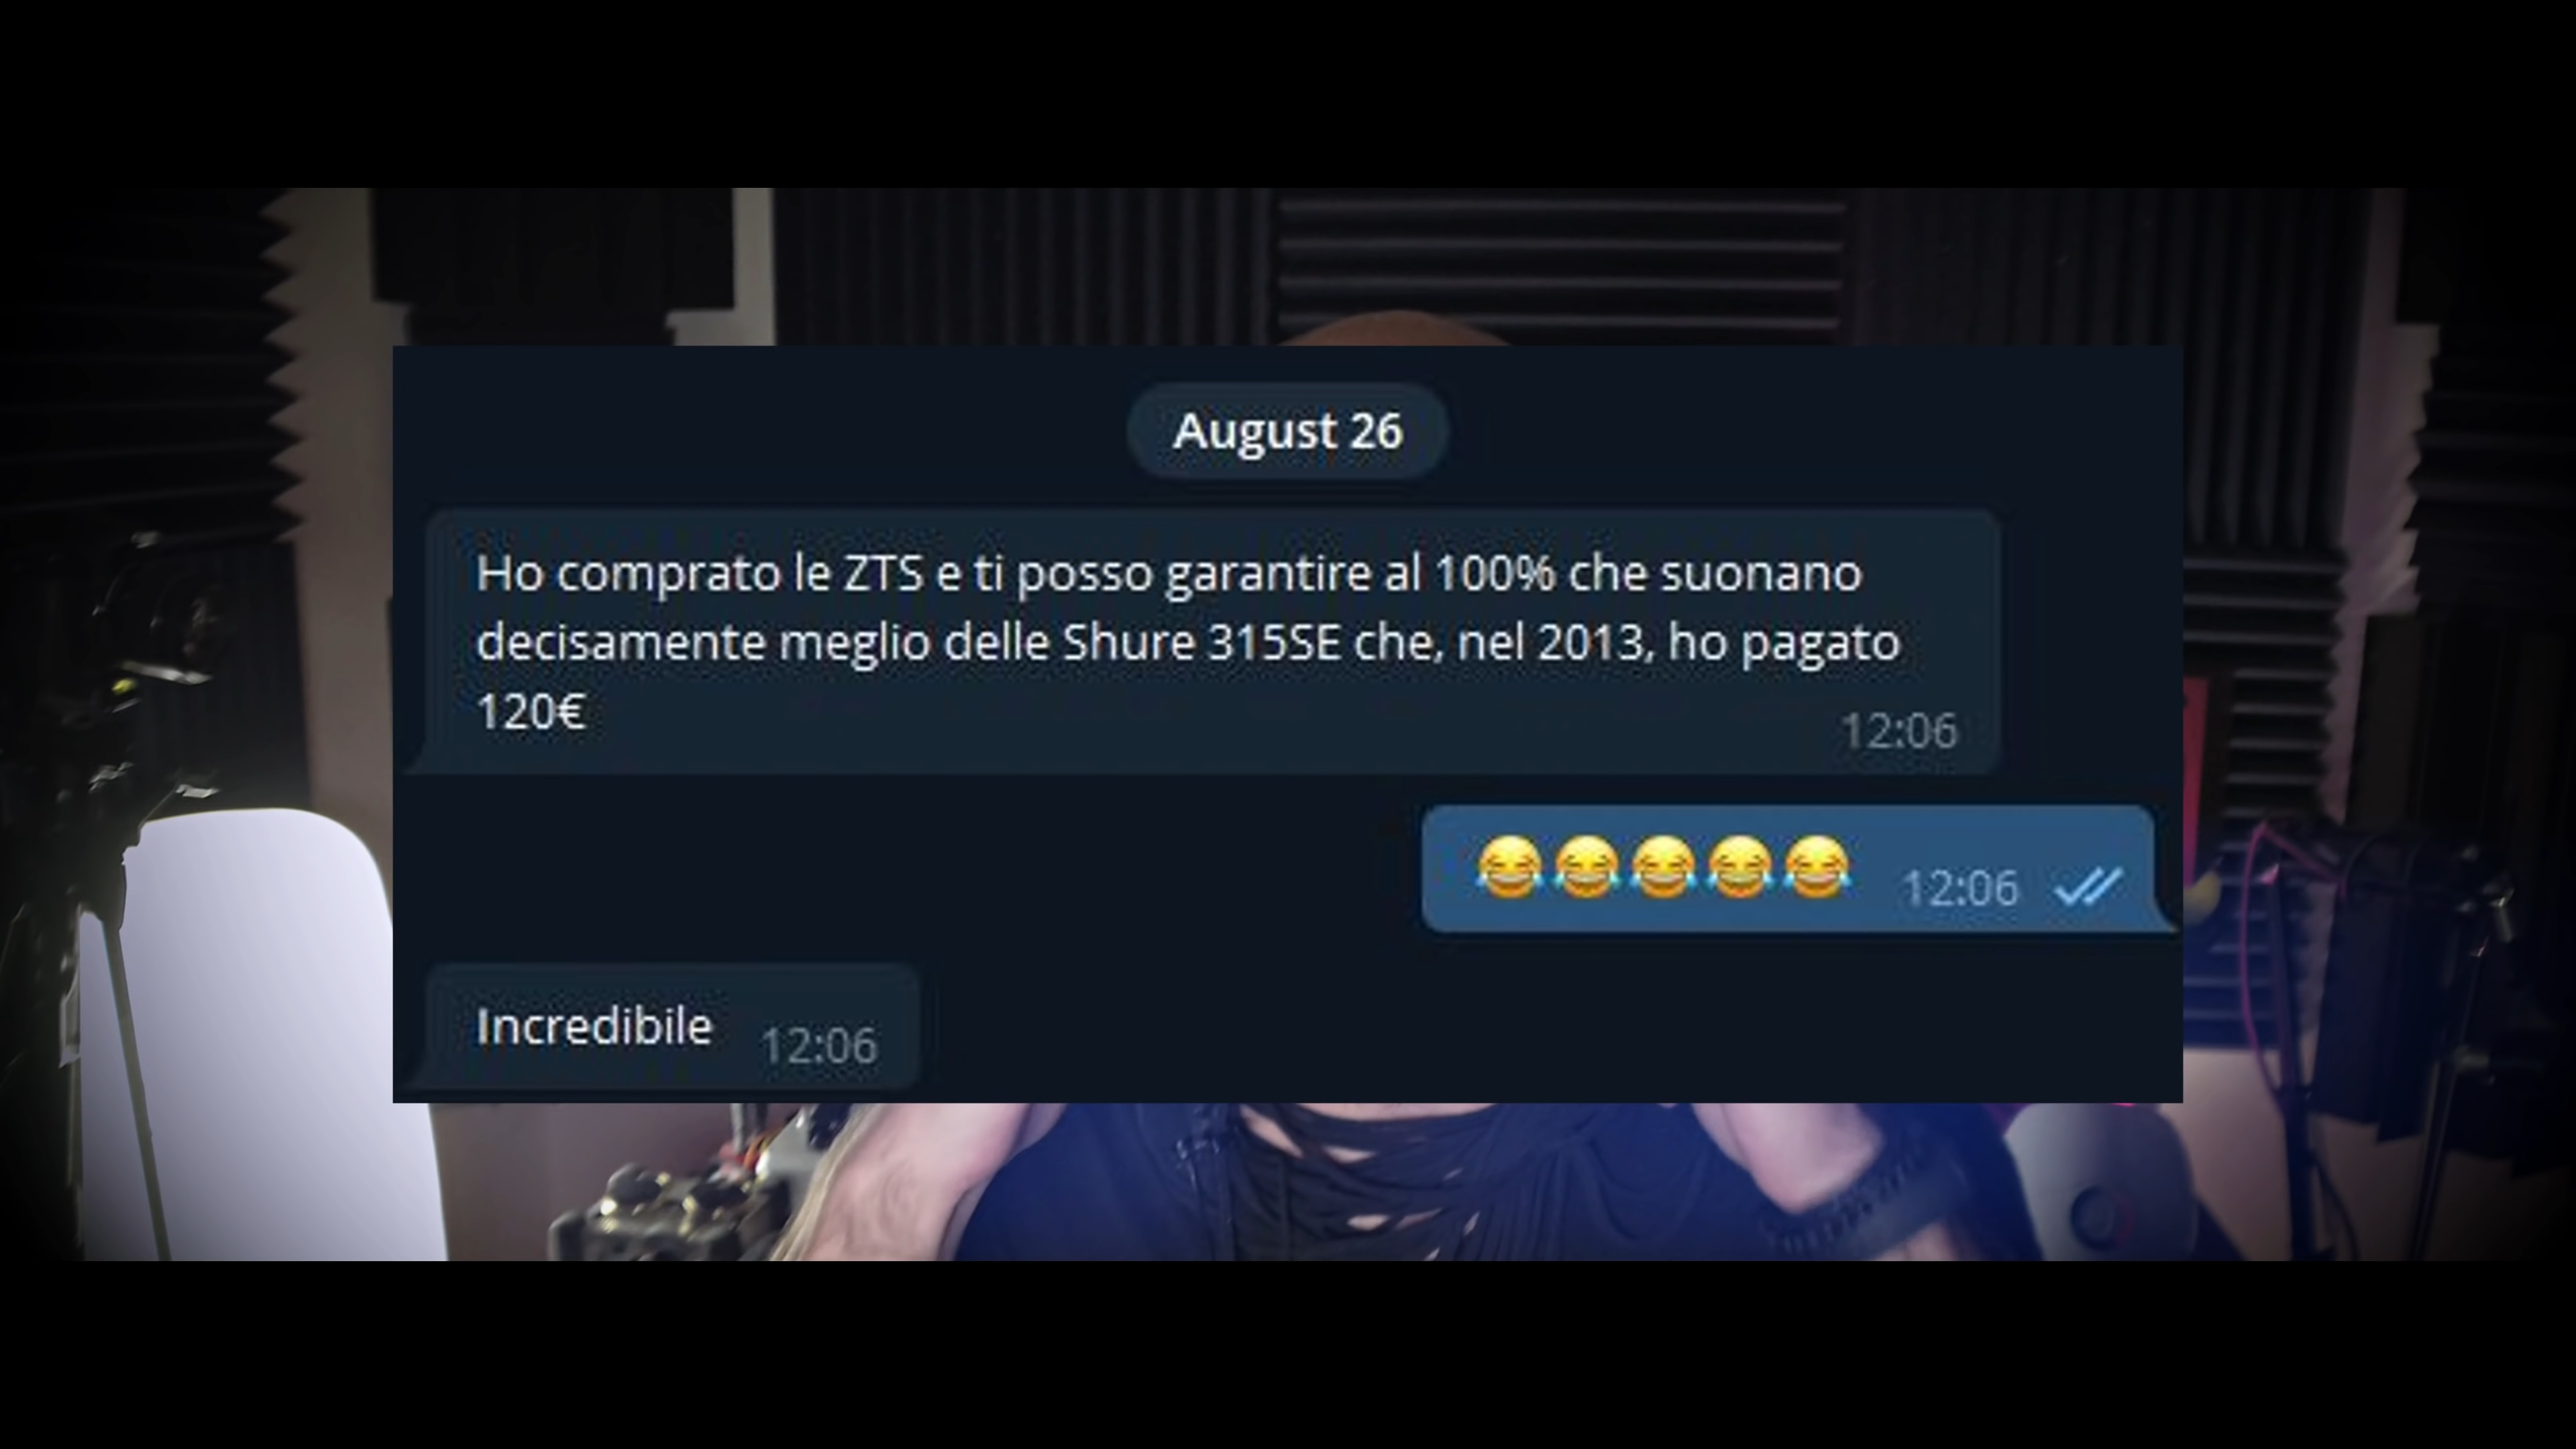 August 26
Ho comprato le ZTS e ti posso garantire al 100% che suonano
decisamente meglio delle Shure 315SE che, nel 2013, ho pagato
120€
12:06
😂😂😂😂😂 12:06
Incredibile 12:06